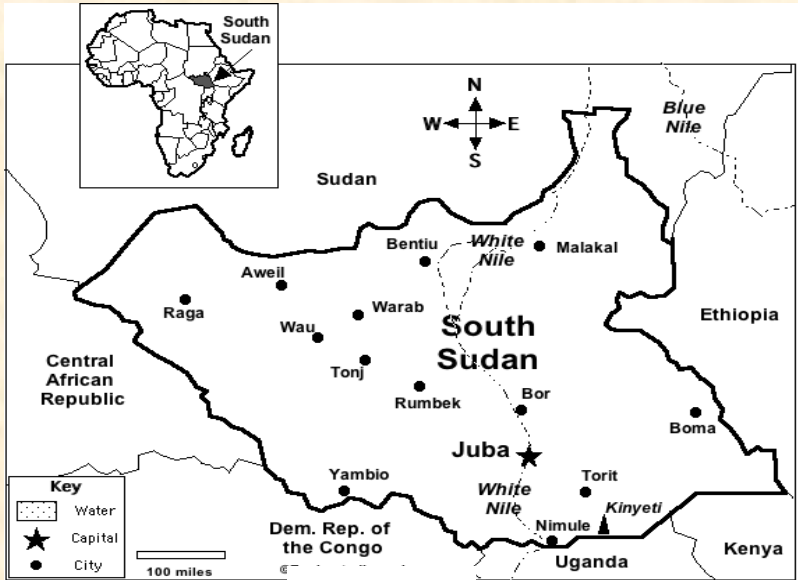 South
Sudan
N
W
E
S
Blue
Nile
Sudan
Bentiu
White
Nile
Malakal
Aweil
Raga
Warab
Wau
Ethiopia
South
Sudan
Central
African
Republic
Tonj
Rumbek
Bor
Boma
Juba
Yambio
Torit
White
Nile
Kinyeti
Nimule
Key
Water
Capital
City
Dem. Rep. of
the Congo
Uganda
Kenya
100 miles